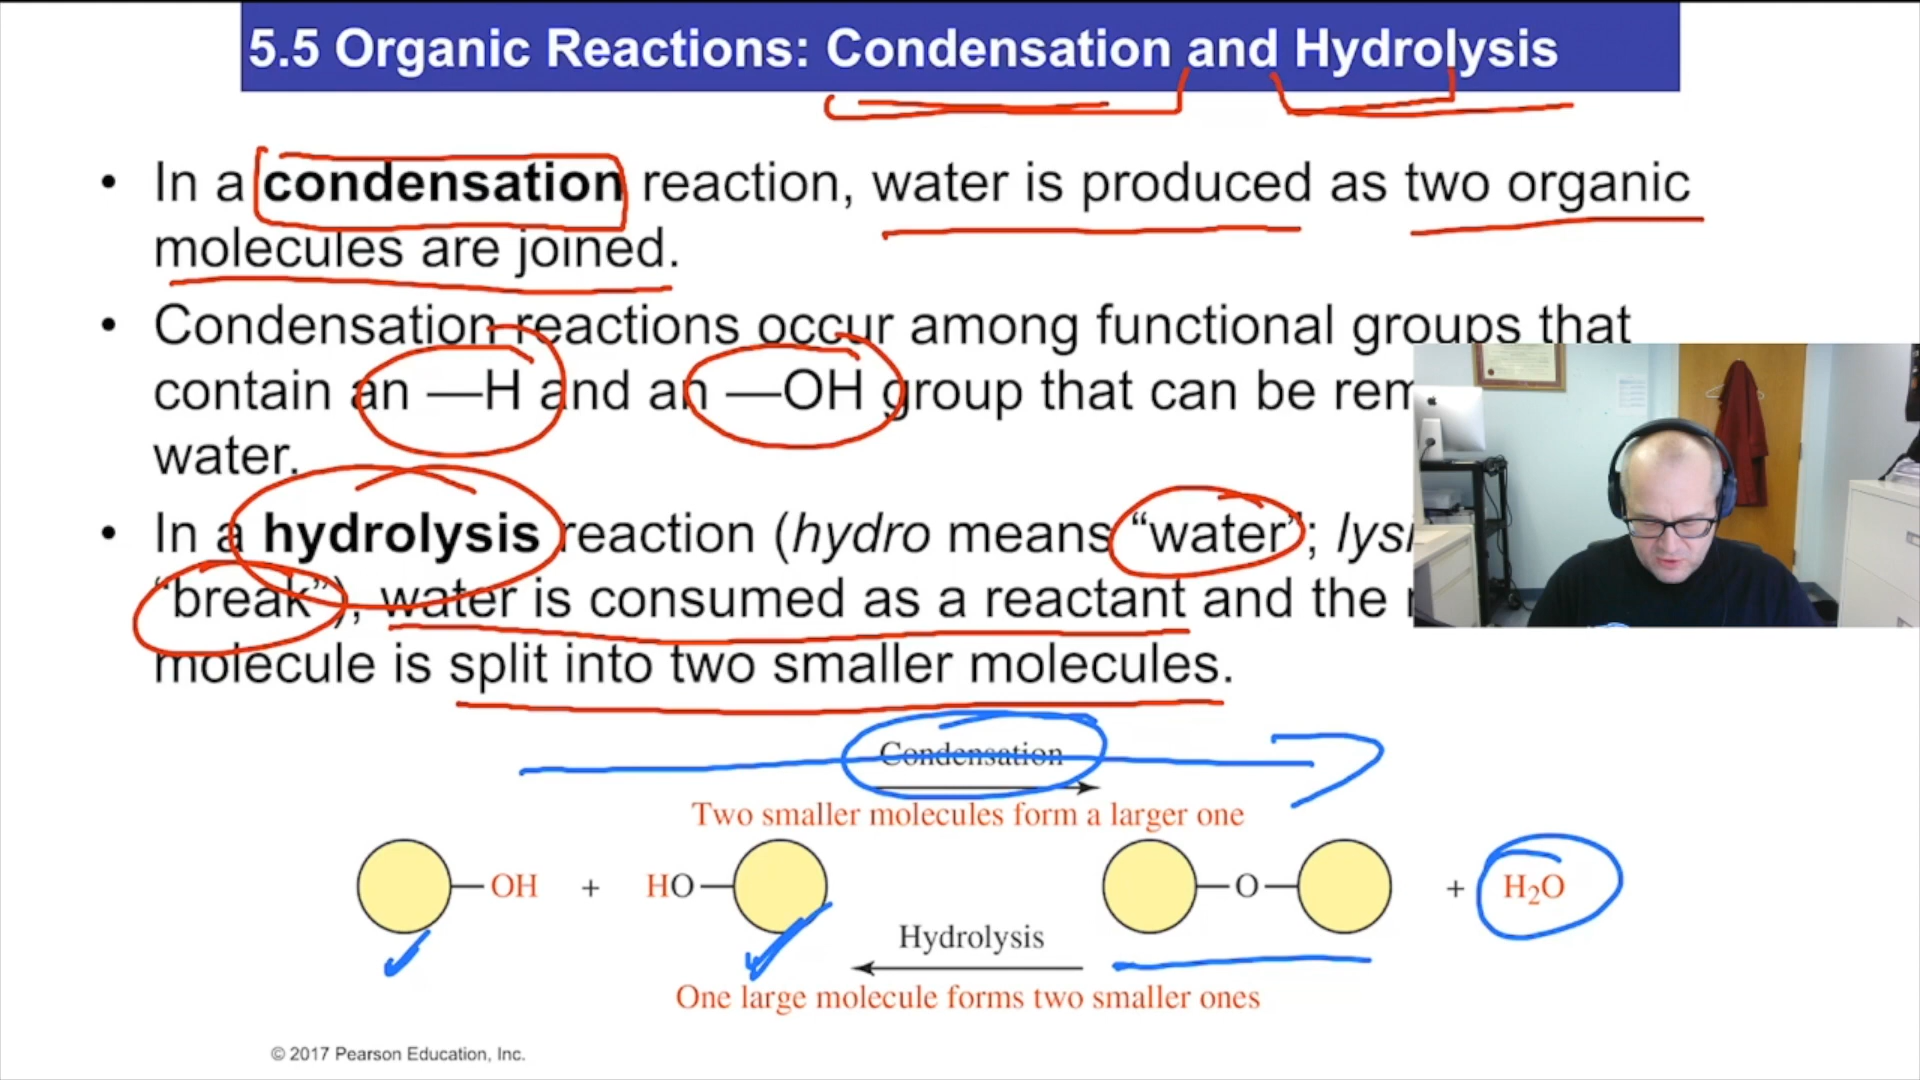 5.5 Organic Reactions: Condensation and Hydrolysis
• In a condensation reaction, water is produced as two organic
molecules are joined.
• Condensation reactions occur among functional groups that
contain an —H and an —OH group that can be rem
water.
• In a hydrolysis reaction (hydro means “water”; lysi
“break”), water is consumed as a reactant and the
molecule is split into two smaller molecules.
Condensation
Two smaller molecules form a larger one
OH + HO O + H₂O
Hydrolysis
One large molecule forms two smaller ones
© 2017 Pearson Education, Inc.